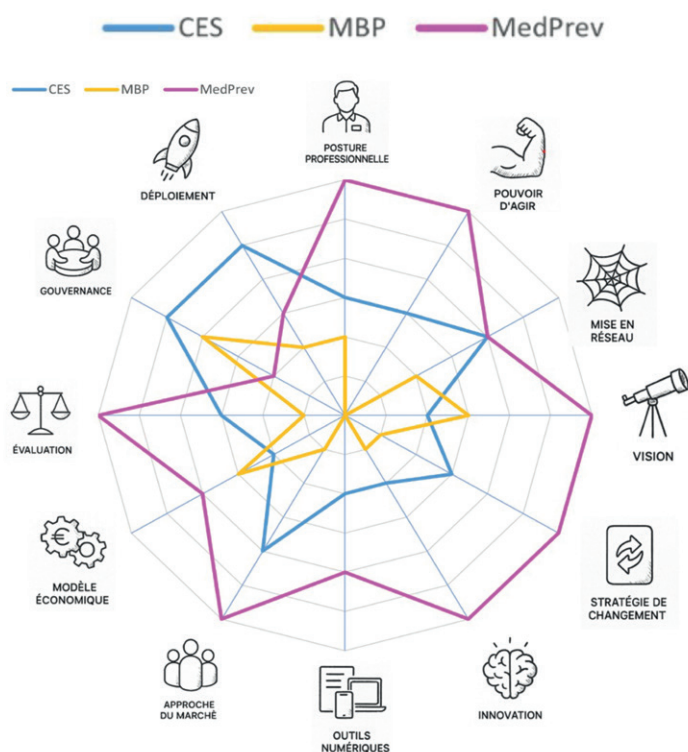 CES MBP MedPrev
CES MBP MedPrev
POSTURE
PROFESSIONNELLE
POUVOIR
D'AGIR
DÉPLOIEMENT
GOUVERNANCE
MISE EN
RÉSEAU
VISION
ÉVALUATION
MODÈLE
ÉCONOMIQUE
€
STRATÉGIE DE
CHANGEMENT
APPROCHE
DU MARCHÉ
OUTILS
NUMÉRIQUES
INNOVATION